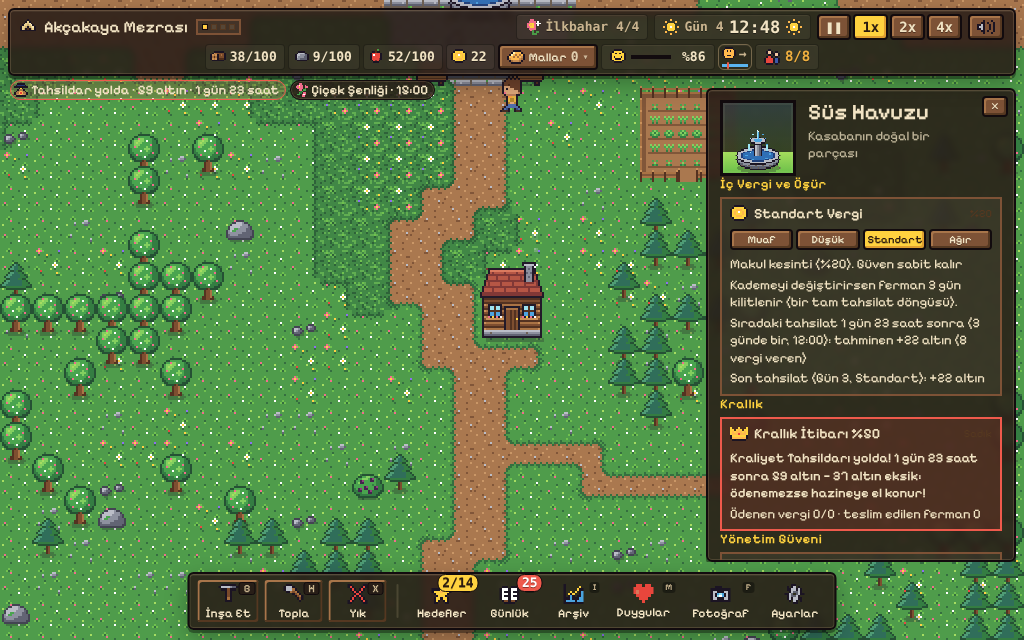 Akçakaya Mezrası
İlkbahar 4/4
Gün 4 12:48
1x
2x
4x
38/100
9/100
52/100
22
Mallar 0
%86
8/8
Tahsildar yolda · 59 altın · 1 gün 23 saat
Çiçek Şenliği · 18:00
Süs Havuzu
Kasabanın doğal bir
parçası
İç Vergi ve Öşür
Standart Vergi
Muaf
Düşük
Standart
Ağır
Makul kesinti (%20). Güven sabit kalır
Kademeyi değiştirirsen ferman 3 gün
kilitlenir (bir tam tahsilat döngüsü).
Sıradaki tahsilat 1 gün 23 saat sonra (3
günde bir, 12:00): tahminen +22 altın (8
vergi veren)
Son tahsilat (Gün 3, Standart): +22 altın
Krallık
Krallık İtibarı %80
Kraliyet Tahsildarı yolda! 1 gün 23 saat
sonra 59 altın - 37 altın eksik:
ödenemezse hazineye el konur!
Ödenen vergi 0/0 · teslim edilen ferman 0
Yönetim Güveni
B
İnşa Et
H
Topla
X
Yık
2/14
Hedefler
25
Günlük
I
Arşiv
M
Duygular
F
Fotoğraf
Ayarlar